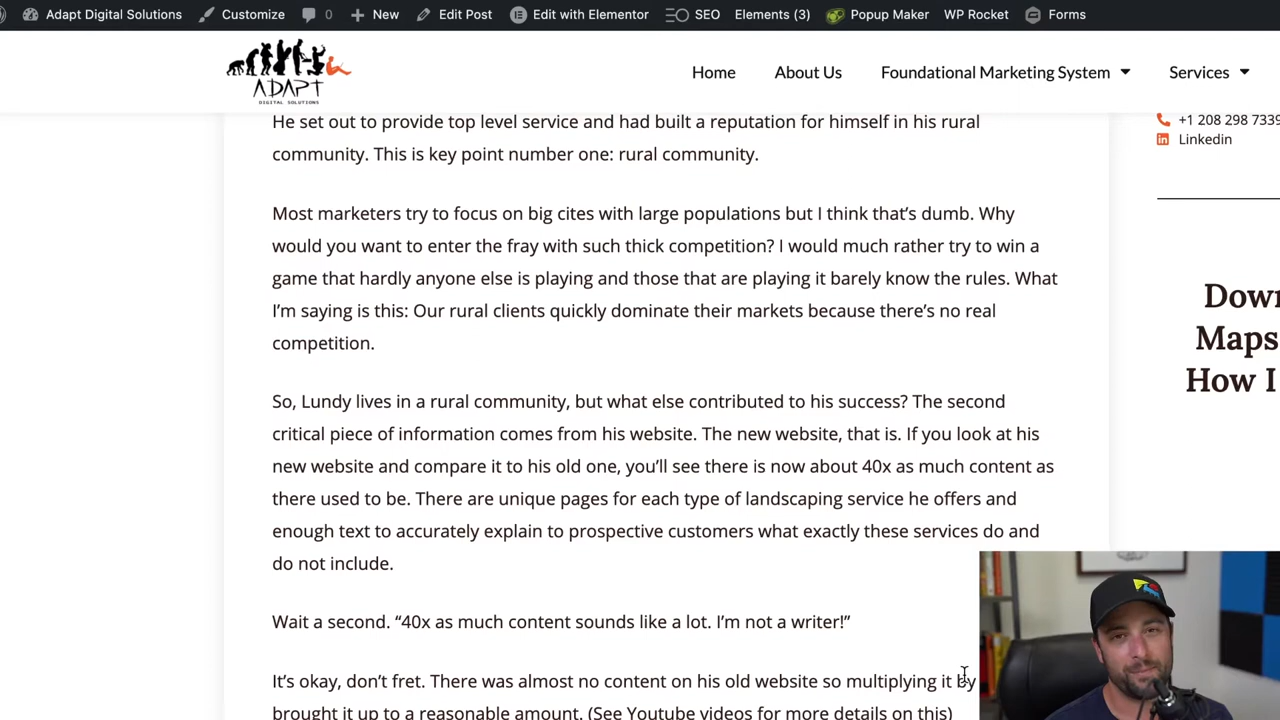 Adapt Digital Solutions Customize 0 New Edit Post Edit with Elementor SEO Elements (3) Popup Maker WP Rocket Forms
ADAPT
DIGITAL SOLUTIONS
Home About Us Foundational Marketing System Services
He set out to provide top level service and had built a reputation for himself in his rural
community. This is key point number one: rural community.
Most marketers try to focus on big cites with large populations but I think that’s dumb. Why
would you want to enter the fray with such thick competition? I would much rather try to win a
game that hardly anyone else is playing and those that are playing it barely know the rules. What
I’m saying is this: Our rural clients quickly dominate their markets because there’s no real
competition.
So, Lundy lives in a rural community, but what else contributed to his success? The second
critical piece of information comes from his website. The new website, that is. If you look at his
new website and compare it to his old one, you’ll see there is now about 40x as much content as
there used to be. There are unique pages for each type of landscaping service he offers and
enough text to accurately explain to prospective customers what exactly these services do and
do not include.
Wait a second. “40x as much content sounds like a lot. I’m not a writer!”
It’s okay, don’t fret. There was almost no content on his old website so multiplying it by
brought it up to a reasonable amount. (See Youtube videos for more details on this)
+1 208 298 7339
Linkedin
Down
Maps
How I